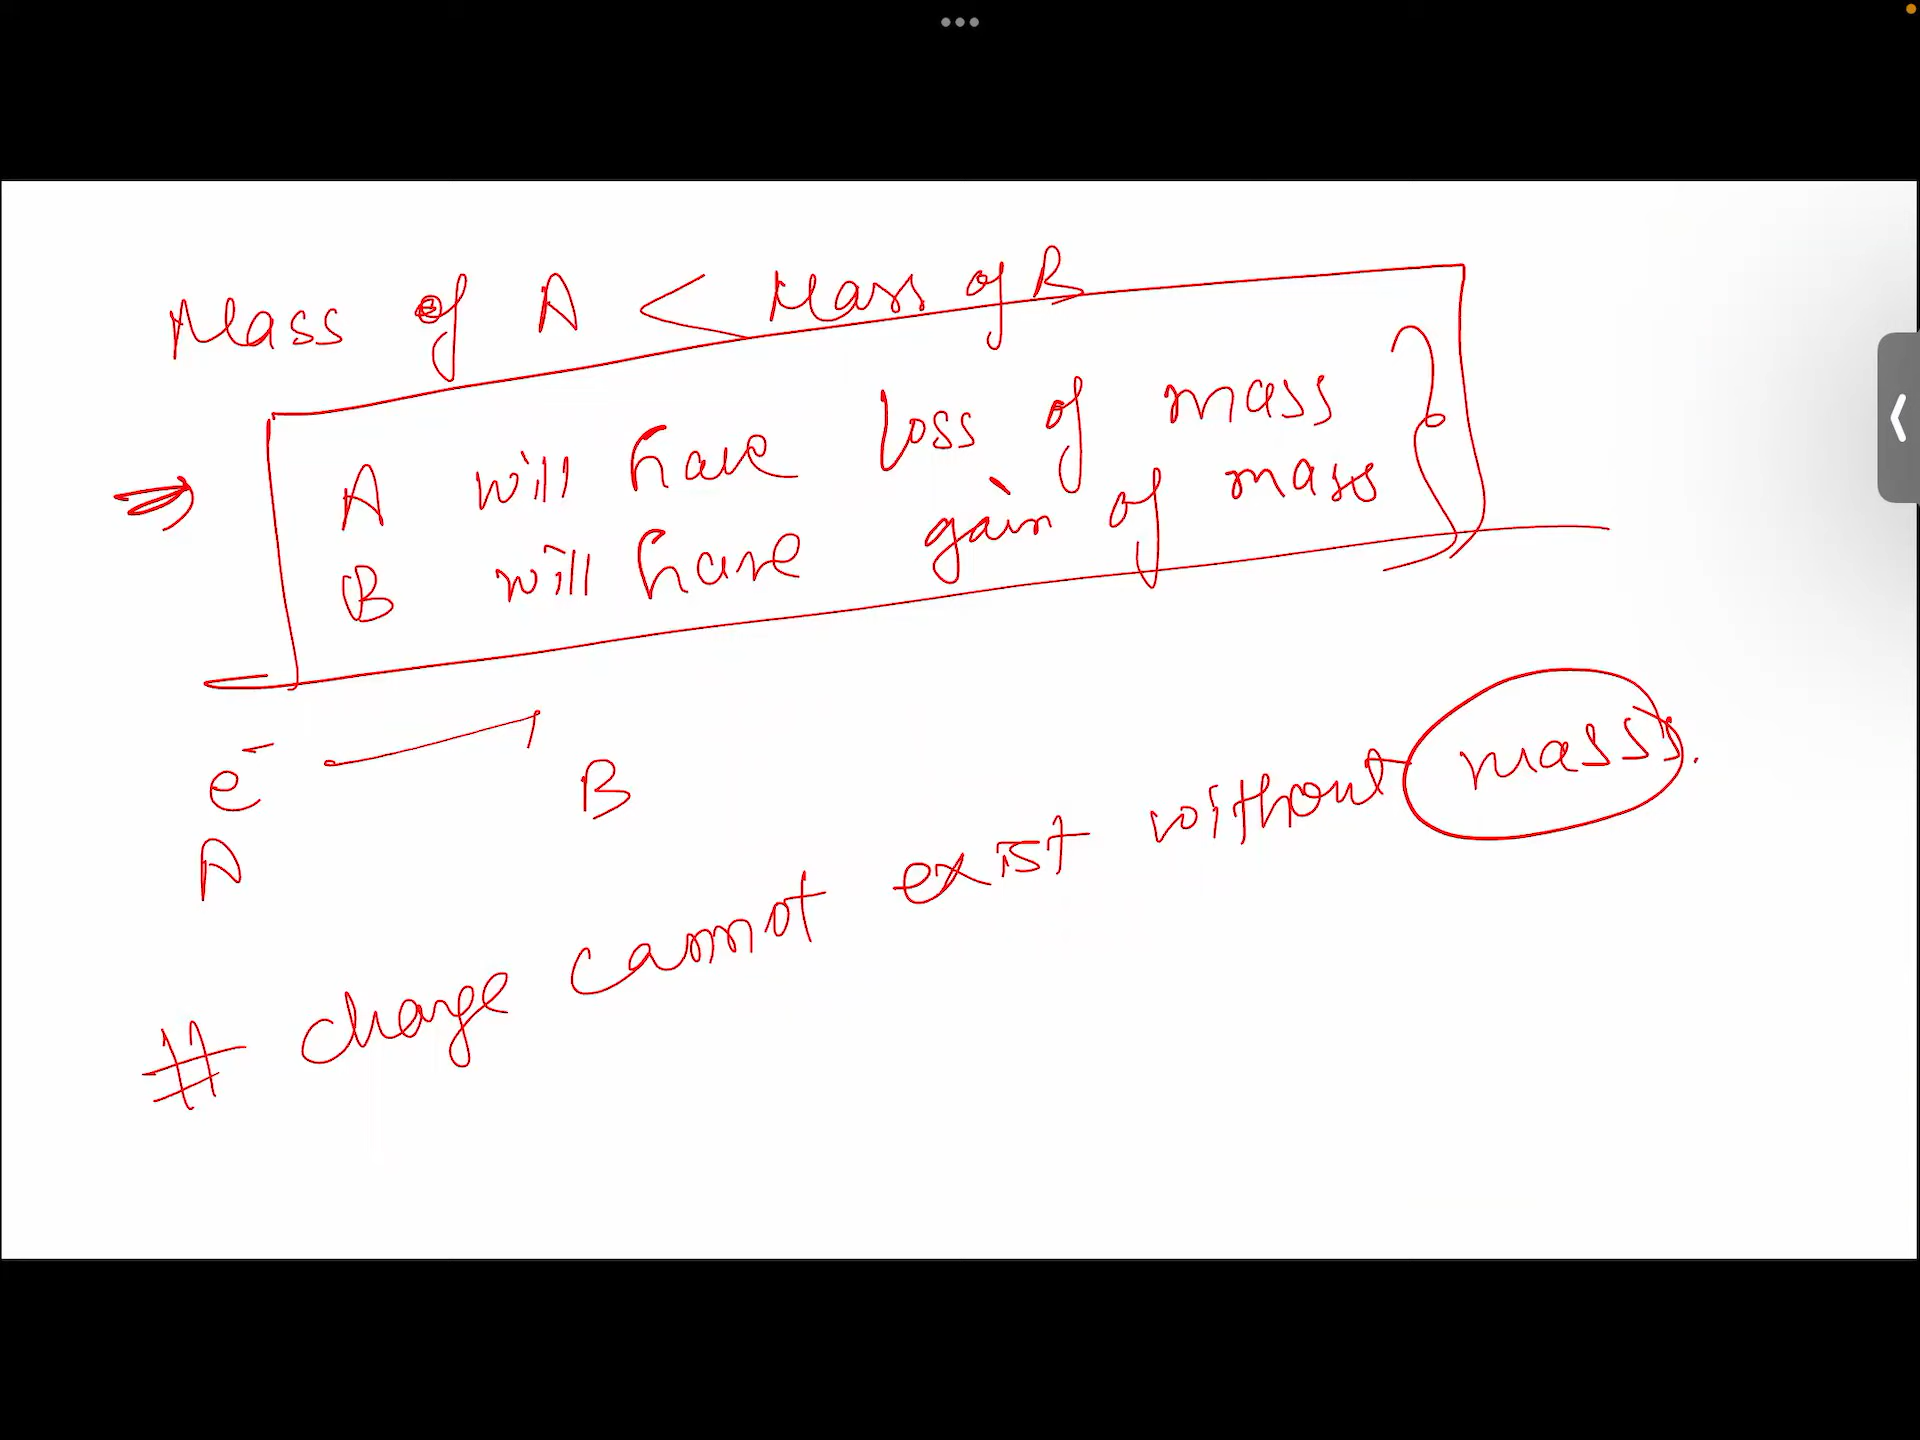 Mass of A < Mass of B
⇒ A will have loss of mass
B will have gain of mass
e⁻ → B
A
# charge cannot exist without mass.